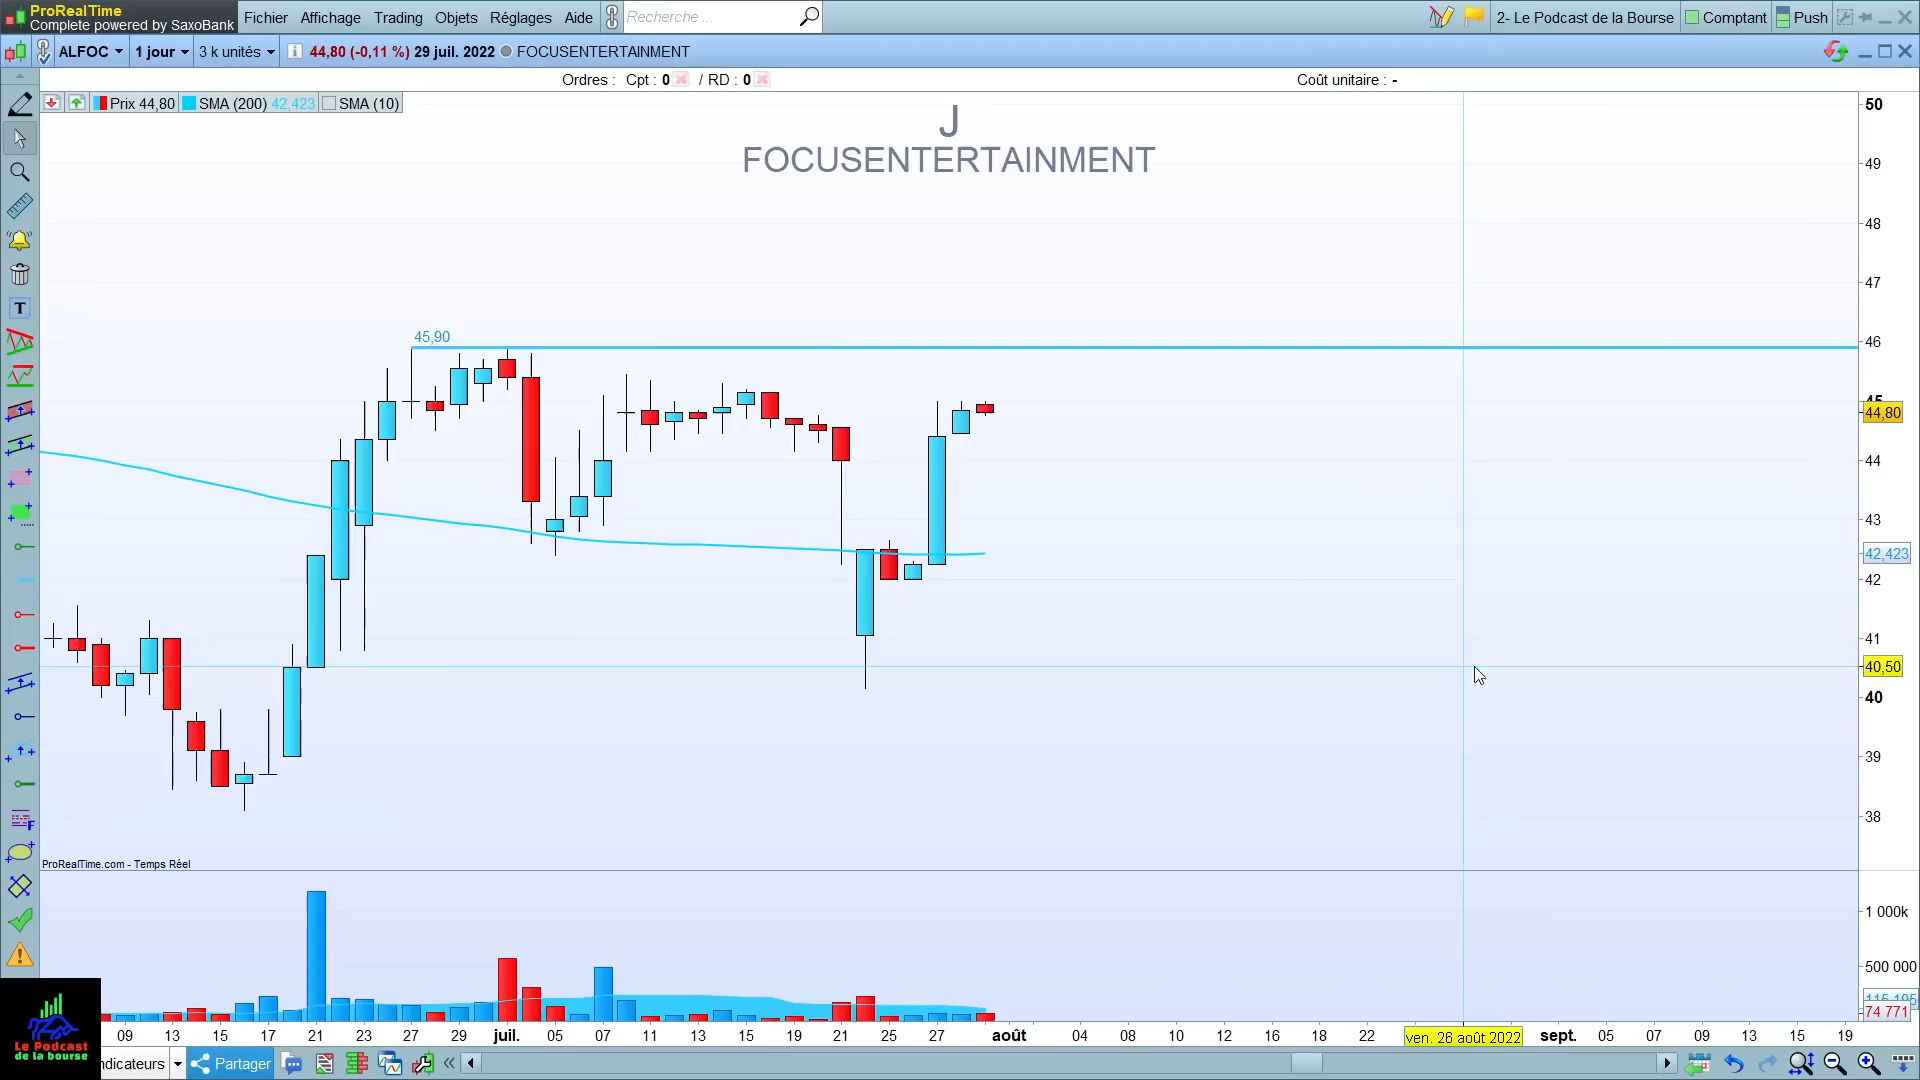 ProRealTime
Complete powered by SaxoBank
Fichier Affichage Trading Objets Réglages Aide
Recherche ...
2- Le Podcast de la Bourse Comptant Push
ALFOC 1 jour 3 k unités 44,80 (-0,11 %) 29 juil. 2022 FOCUSENTERTAINMENT
Ordres : Cpt : 0 / RD : 0
Coût unitaire : -
Prix 44,80 SMA (200) 42,423 SMA (10)
J
FOCUSENTERTAINMENT
50
49
48
47
45,90
46
44,80
44
43
42,423
42
41
40,50
40
39
38
ProRealTime.com - Temps Réel
1 000k
500 000
115 195
74 771
09 13 15 17 21 23 27 29 juil. 05 07 11 13 15 19 21 25 27 août 04 08 10 12 16 18 22 ven. 26 août 2022 sept. 05 07 09 13 15 19
Le Podcast
de la bourse
ndicateurs Partager